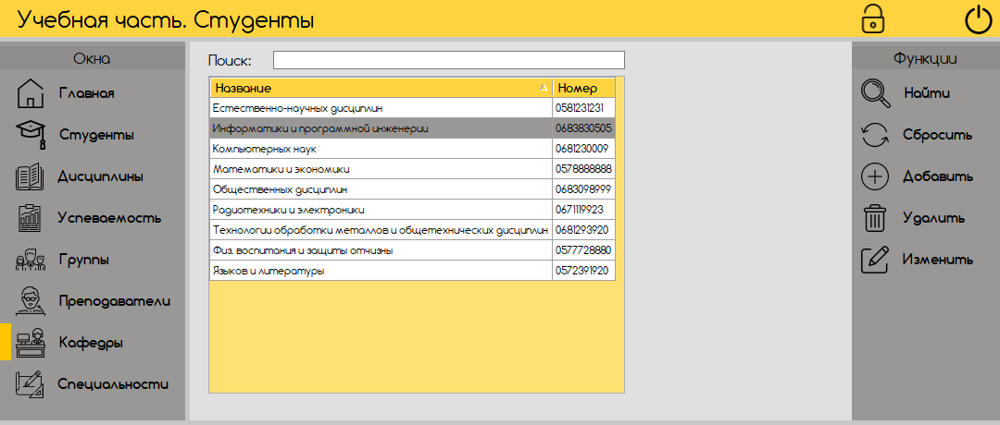 Учебная часть. Студенты
Окна
Главная
Студенты
Дисциплины
Успеваемость
Группы
Преподаватели
Кафедры
Специальности
Поиск:
Название Номер
Естественно-научных дисциплин 0581231231
Информатики и программной инженерии 0683830505
Компьютерных наук 0681230009
Математики и экономики 0578888888
Общественных дисциплин 0683098999
Радиотехники и электроники 0671119923
Технологии обработки металлов и общетехнических дисциплин 0681293920
Физ. воспитания и защиты отчизны 0577728880
Языков и литературы 0572391920
Функции
Найти
Сбросить
Добавить
Удалить
Изменить